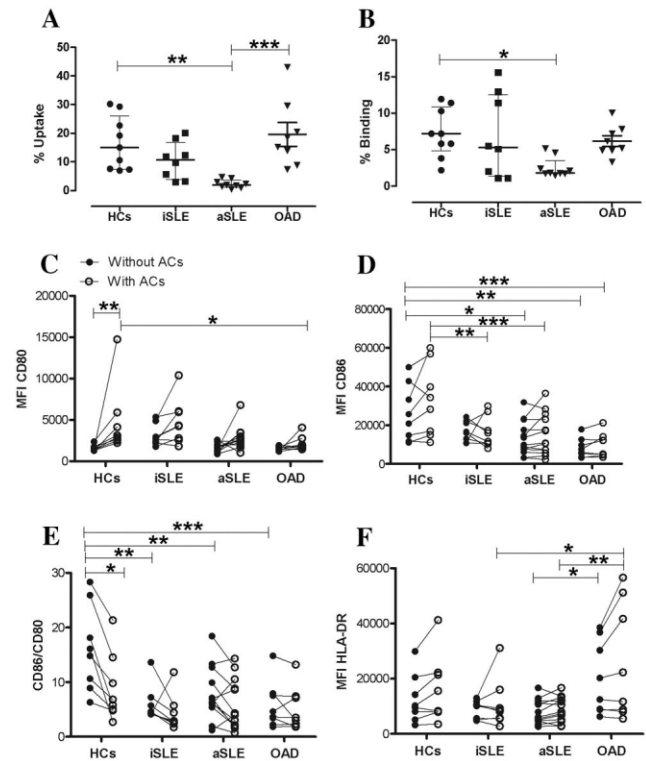 A
B
***
**
*
50
40
30
20
10
0
% Uptake
HCs iSLE aSLE OAD
20
15
10
5
0
% Binding
HCs iSLE aSLE OAD
C
Without ACs
With ACs
D
**
*
20000
15000
10000
5000
0
MFI CD80
HCs iSLE aSLE OAD
***
**
*
***
**
80000
60000
40000
20000
0
MFI CD86
HCs iSLE aSLE OAD
E
***
**
**
*
30
20
10
0
CD86/CD80
HCs iSLE aSLE OAD
F
*
**
*
60000
40000
20000
0
MFI HLA-DR
HCs iSLE aSLE OAD